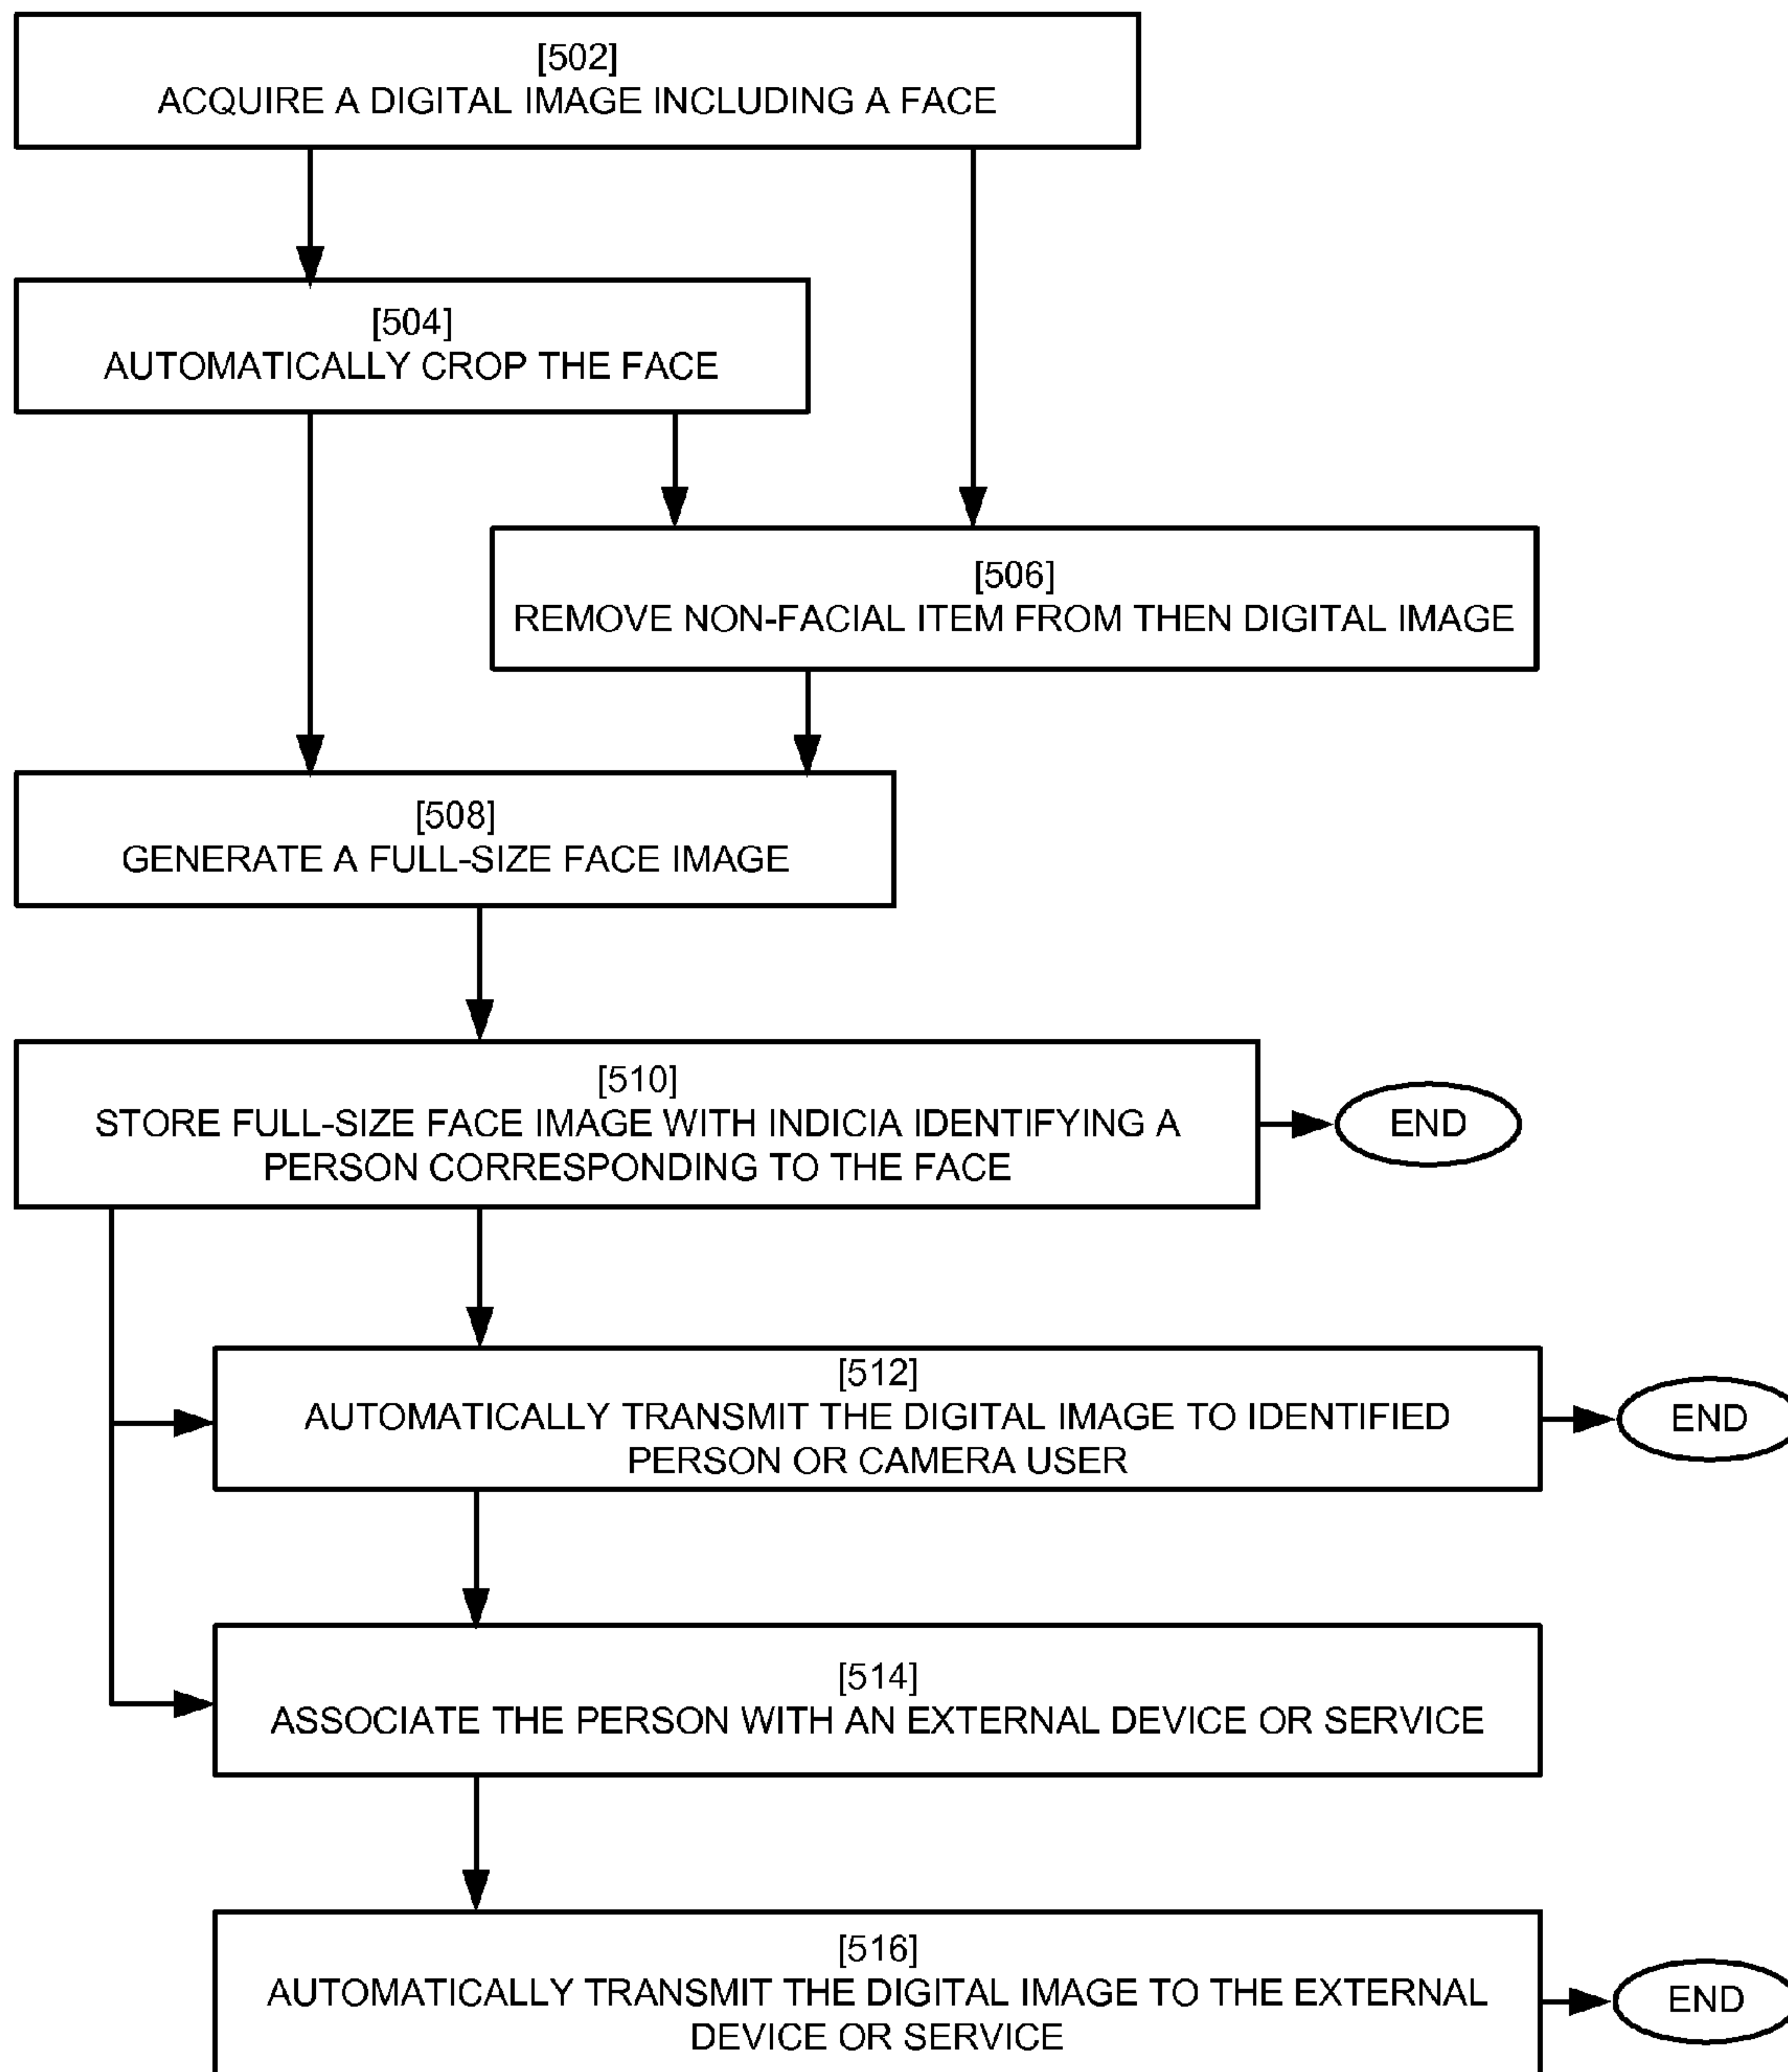 [502]
ACQUIRE A DIGITAL IMAGE INCLUDING A FACE
[504]
AUTOMATICALLY CROP THE FACE
[506]
REMOVE NON-FACIAL ITEM FROM THEN DIGITAL IMAGE
[508]
GENERATE A FULL-SIZE FACE IMAGE
[510]
STORE FULL-SIZE FACE IMAGE WITH INDICIA IDENTIFYING A
PERSON CORRESPONDING TO THE FACE
END
[512]
AUTOMATICALLY TRANSMIT THE DIGITAL IMAGE TO IDENTIFIED
PERSON OR CAMERA USER
END
[514]
ASSOCIATE THE PERSON WITH AN EXTERNAL DEVICE OR SERVICE
[516]
AUTOMATICALLY TRANSMIT THE DIGITAL IMAGE TO THE EXTERNAL
DEVICE OR SERVICE
END